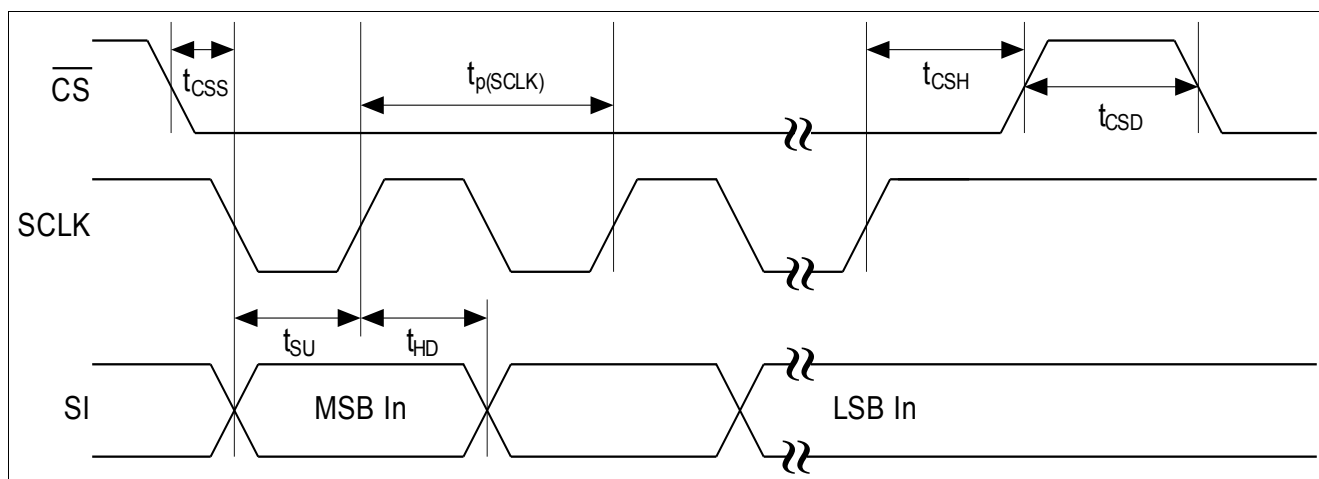 CS
tCSS
tp(SCLK)
tCSH
tCSD
SCLK
tSU
tHD
SI
MSB In
LSB In